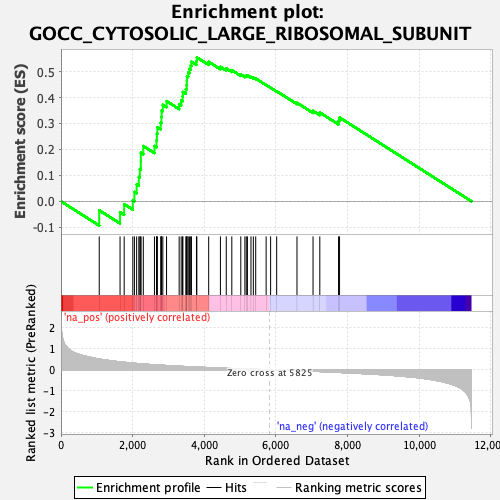 Enrichment plot:
GOCC_CYTOSOLIC_LARGE_RIBOSOMAL_SUBUNIT
Enrichment score (ES)
0.5
0.4
0.3
0.2
0.1
0.0
-0.1
'na_pos' (positively correlated)
Ranked list metric (PreRanked)
2
1
0
-1
-2
-3
Zero cross at 5825
'na_neg' (negatively correlated)
0
2,000
4,000
6,000
8,000
10,000
12,000
Rank in Ordered Dataset
Enrichment profile
Hits
Ranking metric scores